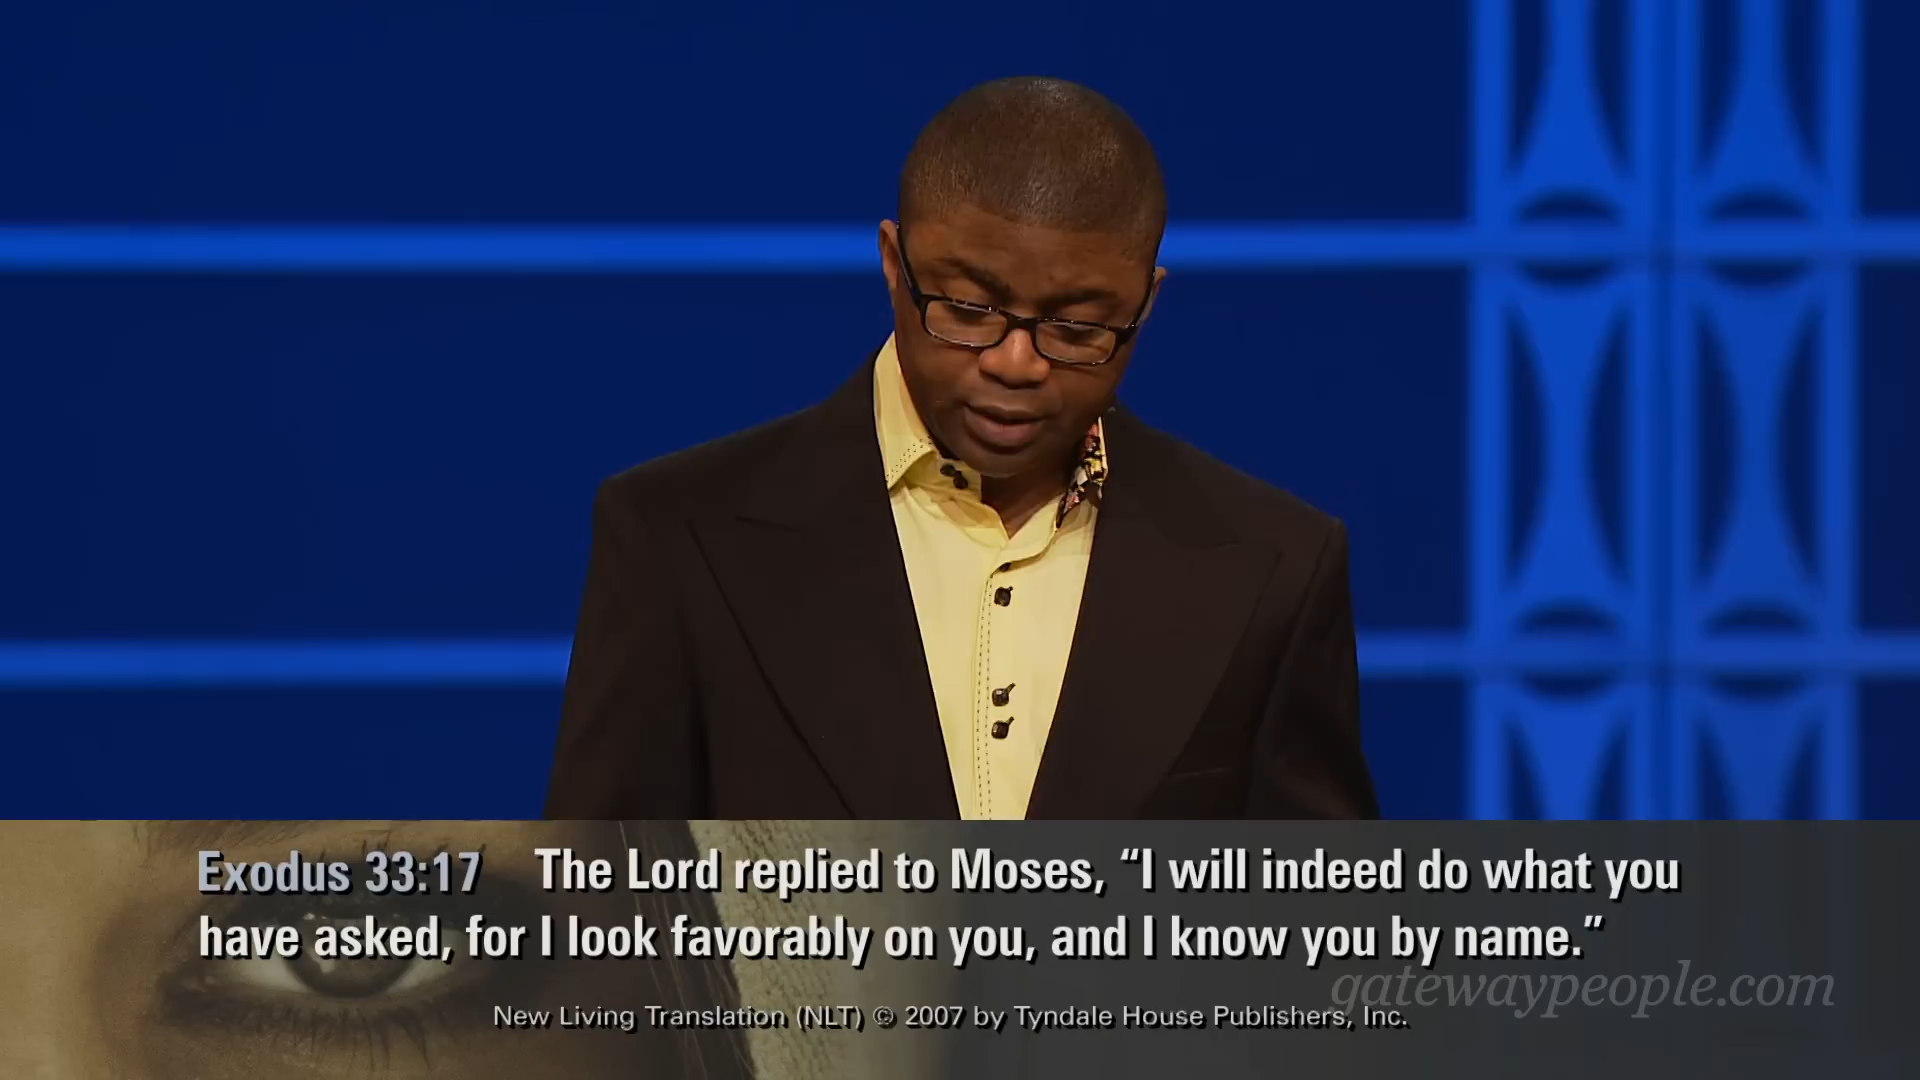 Exodus 33:17 The Lord replied to Moses, “I will indeed do what you
have asked, for I look favorably on you, and I know you by name.”
gatewaypeople.com
New Living Translation (NLT) © 2007 by Tyndale House Publishers, Inc.